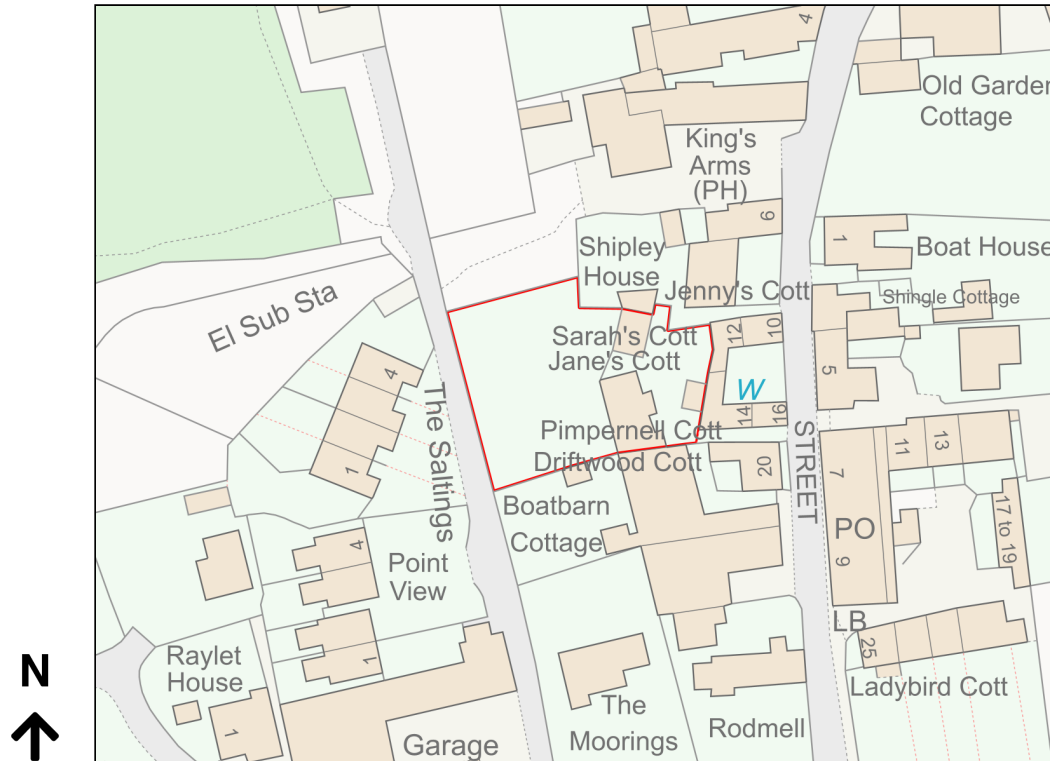 4
Old Garden
Cottage
King's
Arms
(PH)
6
1
Boat House
Shipley
House
El Sub Sta
Jenny's Cott
Shingle Cottage
12
10
Sarah's Cott
Jane's Cott
4
5
W
The Saltings
14
16
Pimpernell Cott
Driftwood Cott
STREET
11
13
1
20
7
Boatbarn
Cottage
PO
17 to 19
4
Point
View
9
LB
25
1
Raylet
House
Ladybird Cott
N
1
The
Moorings
Rodmell
Garage